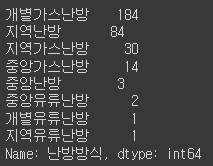 개별가스난방 184
지역난방 84
지역가스난방 30
중앙가스난방 14
중앙난방 3
중앙유류난방 2
개별유류난방 1
지역유류난방 1
Name: 난방방식, dtype: int64